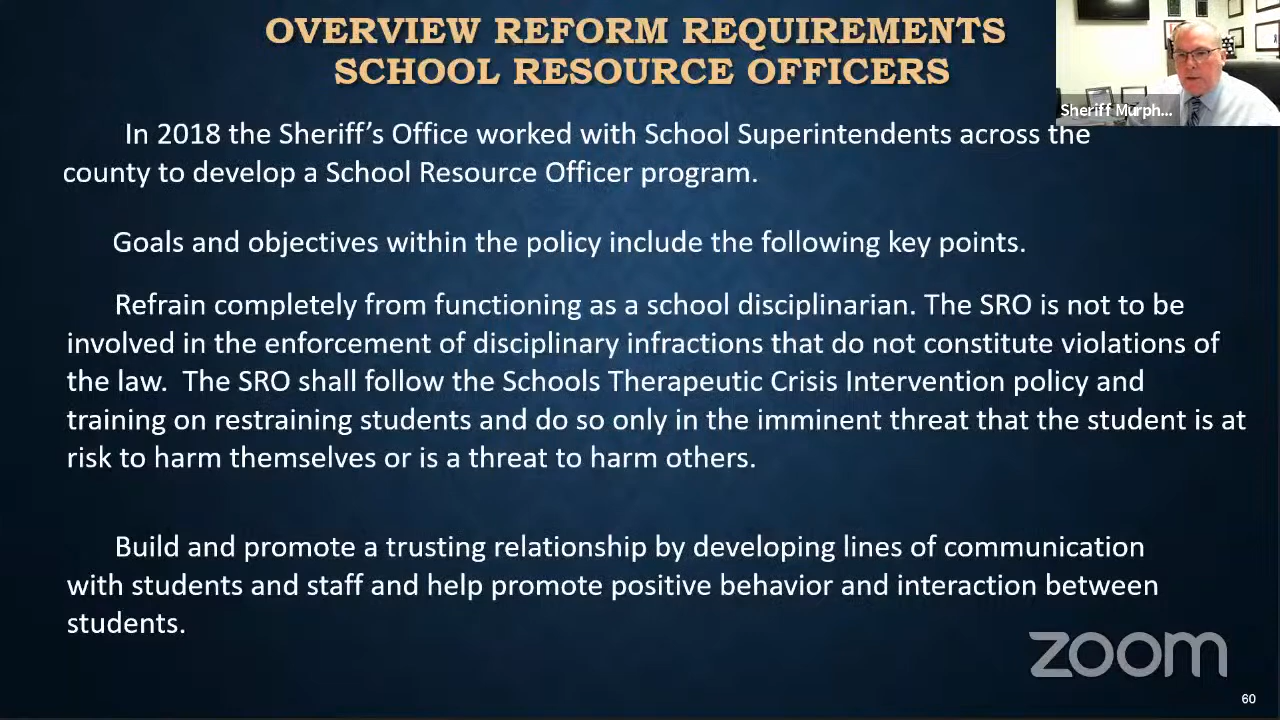 OVERVIEW REFORM REQUIREMENTS
SCHOOL RESOURCE OFFICERS
Sheriff Murph...
In 2018 the Sheriff’s Office worked with School Superintendents across the
county to develop a School Resource Officer program.
Goals and objectives within the policy include the following key points.
Refrain completely from functioning as a school disciplinarian. The SRO is not to be
involved in the enforcement of disciplinary infractions that do not constitute violations of
the law.  The SRO shall follow the Schools Therapeutic Crisis Intervention policy and
training on restraining students and do so only in the imminent threat that the student is at
risk to harm themselves or is a threat to harm others.
Build and promote a trusting relationship by developing lines of communication
with students and staff and help promote positive behavior and interaction between
students.
zoom
60